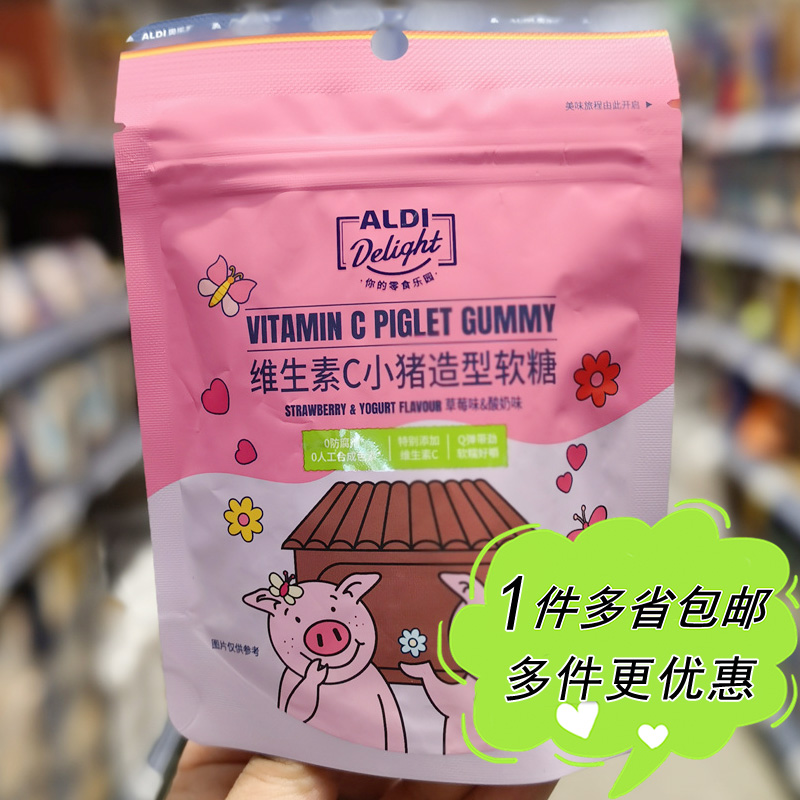 ALDI
美味旅程由此开启
ALDI
Delight
你的零食乐园
VITAMIN C PIGLET GUMMY
维生素C小猪造型软糖
STRAWBERRY & YOGURT FLAVOUR 草莓味&酸奶味
0防腐剂 特别添加 Q弹带劲
0人工合成色素 维生素C 软糯好嚼
图片仅供参考
1件多省包邮
多件更优惠